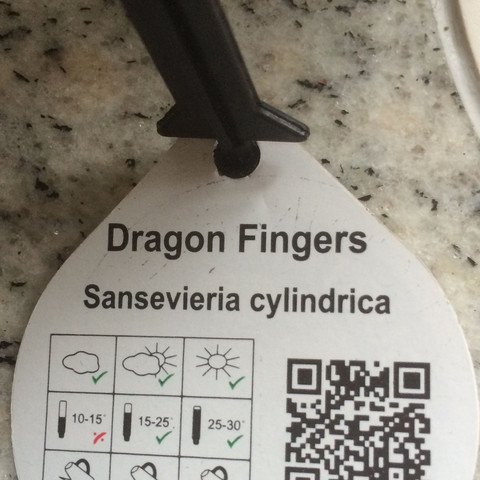 Dragon Fingers
Sansevieria cylindrica
10-15° 15-25° 25-30°